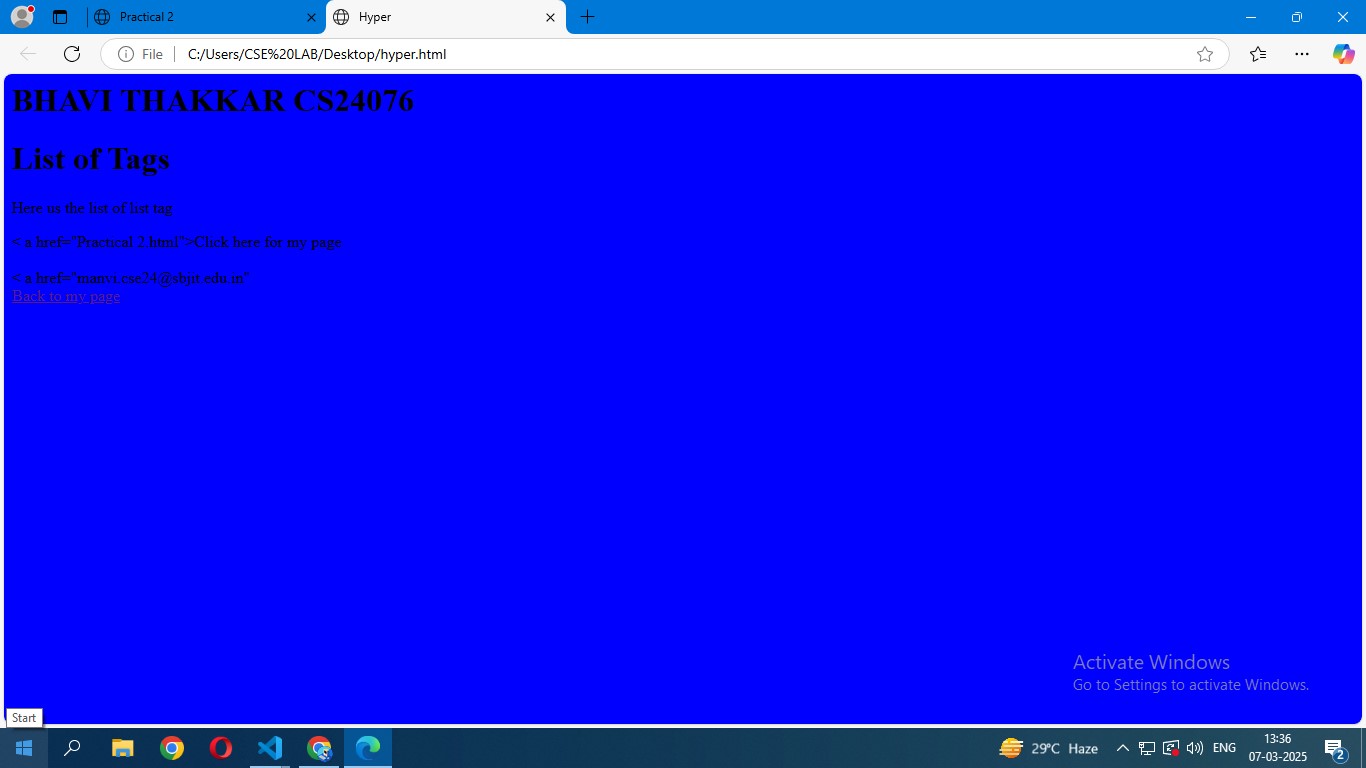 Practical 2
Hyper
File
C:/Users/CSE%20LAB/Desktop/hyper.html
BHAVI THAKKAR CS24076
List of Tags
Here us the list of list tag
< a href="Practical 2.html">Click here for my page
< a href="manvi.cse24@sbjit.edu.in"
Back to my page
Activate Windows
Go to Settings to activate Windows.
Start
29°C Haze
ENG
13:36
07-03-2025
2